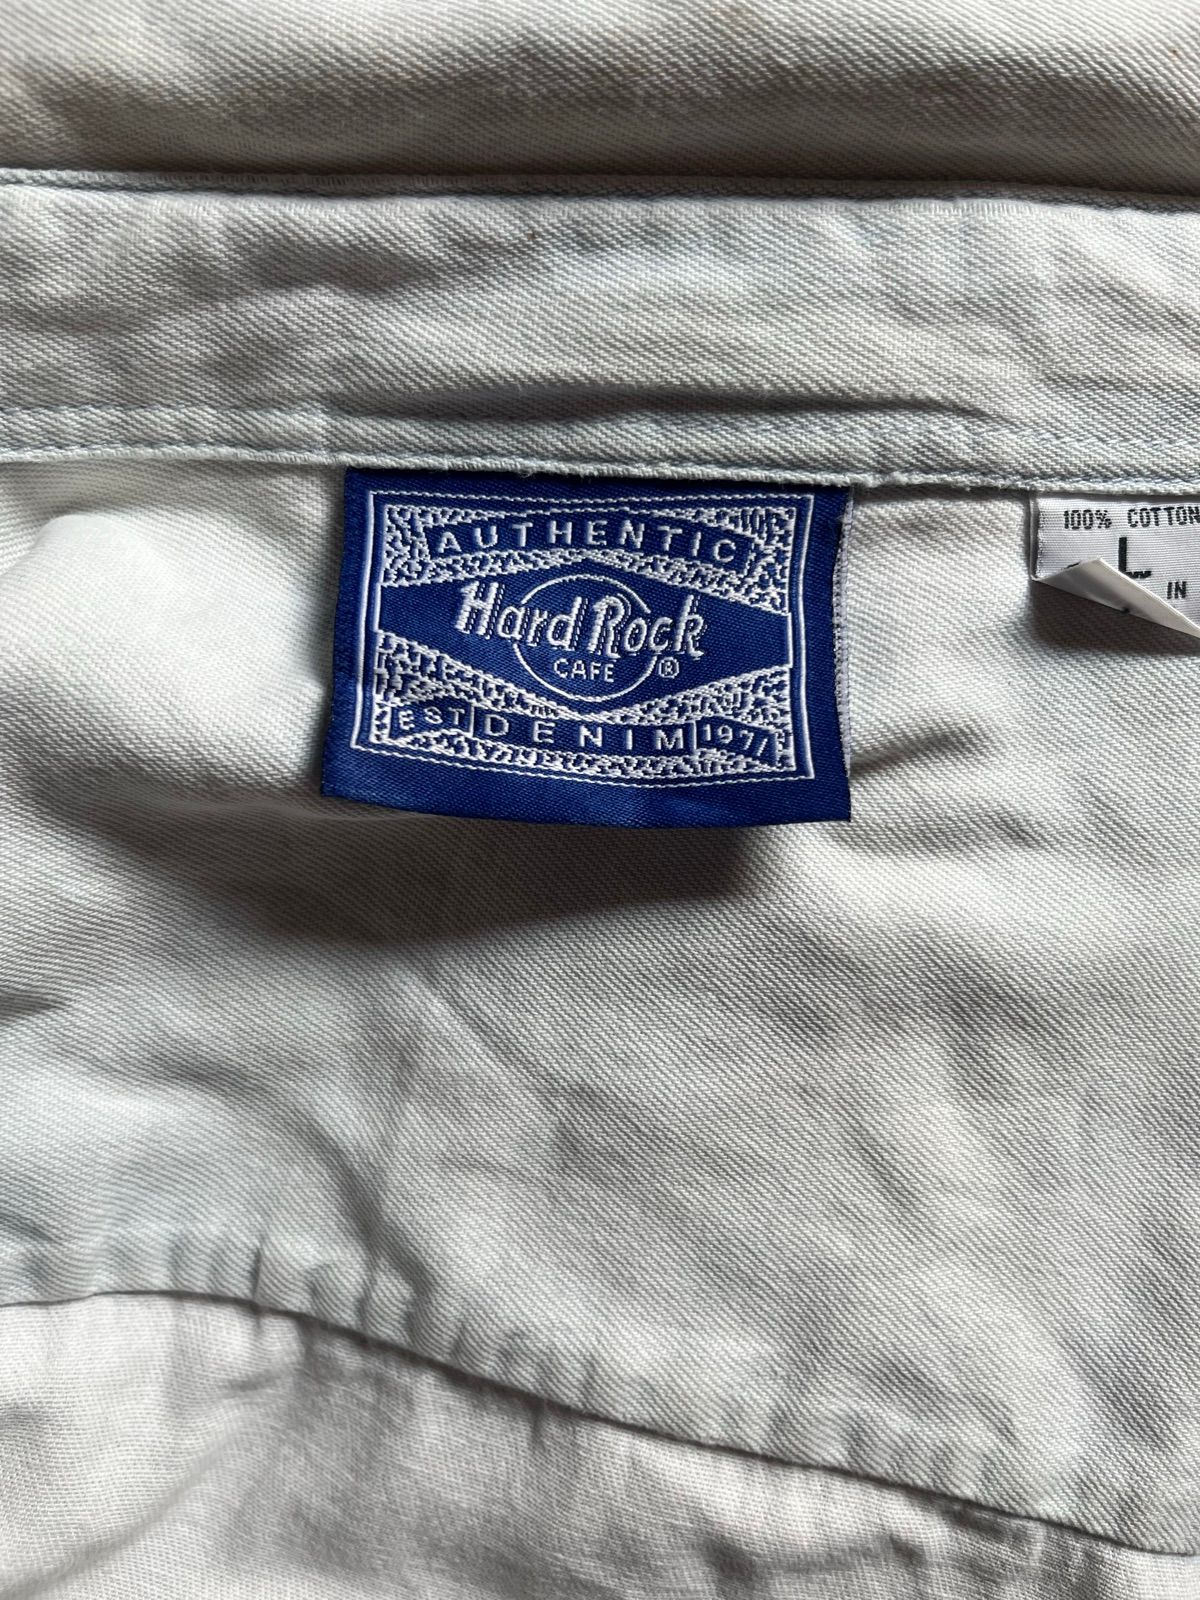 AUTHENTIC
Hard Rock
CAFE ®
EST DENIM 1971
100% COTTON
L
IN